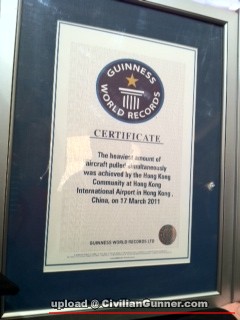 GUINNESS
WORLD RECORDS
CERTIFICATE
The heaviest amount of
aircraft pulled simultaneously
was achieved by the Hong Kong
Community at Hong Kong
International Airport in Hong Kong ,
China, on 17 March 2011
GUINNESS WORLD RECORDS LTD
upload @ CivilianGunner.com